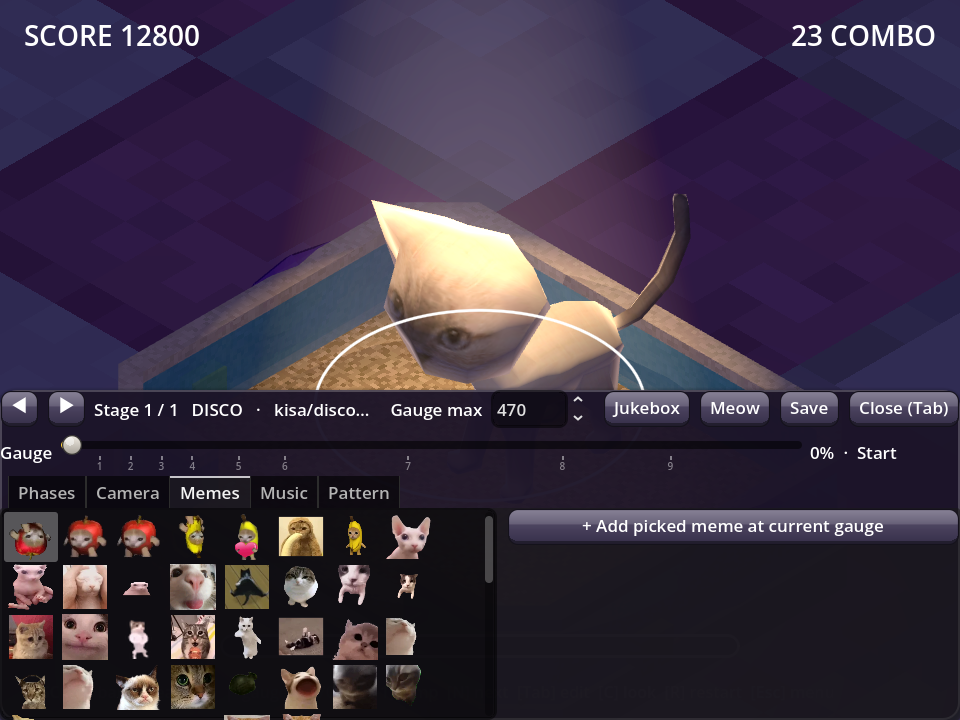 SCORE 12800
23 COMBO
Stage 1 / 1 DISCO · kisa/disco... Gauge max 470 Jukebox Meow Save Close (Tab)
Gauge 0% · Start
1 2 3 4 5 6 7 8 9
Phases Camera Memes Music Pattern
+ Add picked meme at current gauge